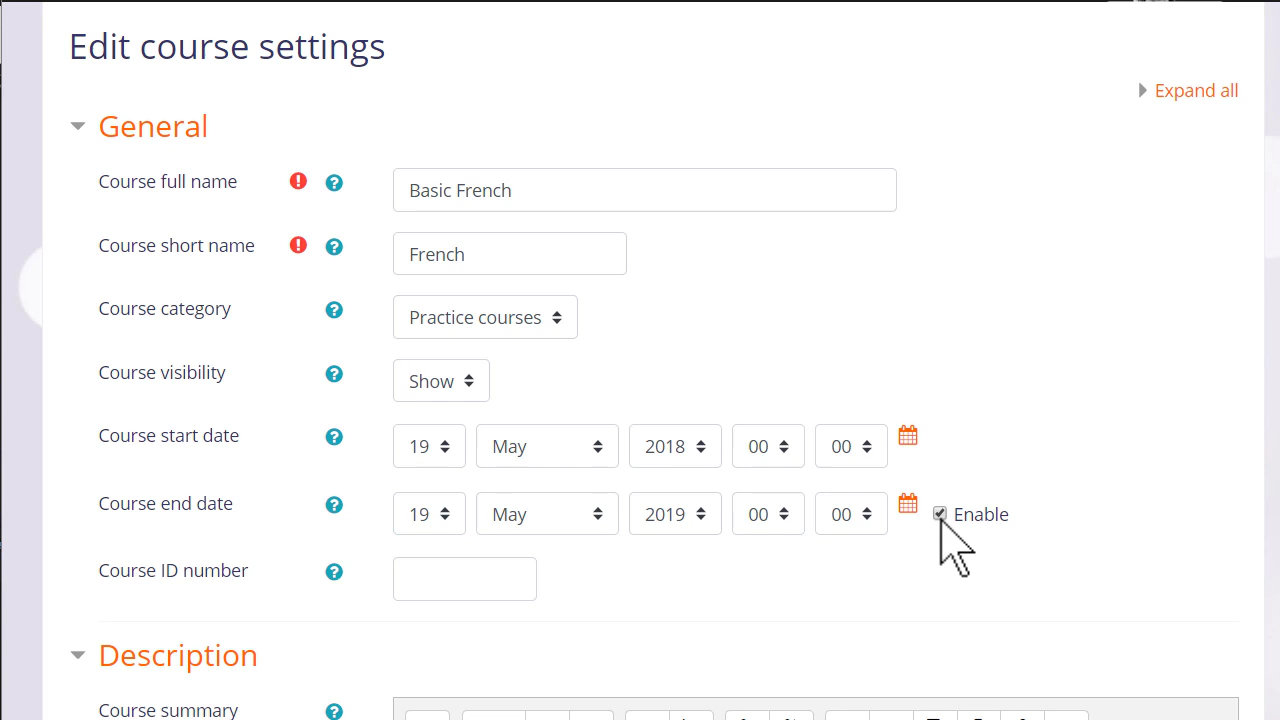 Edit course settings
Expand all
General
Course full name ! ? Basic French
Course short name ! ? French
Course category ? Practice courses
Course visibility ? Show
Course start date ? 19 May 2018 00 00
Course end date ? 19 May 2019 00 00 Enable
Course ID number ?
Description
Course summary ?